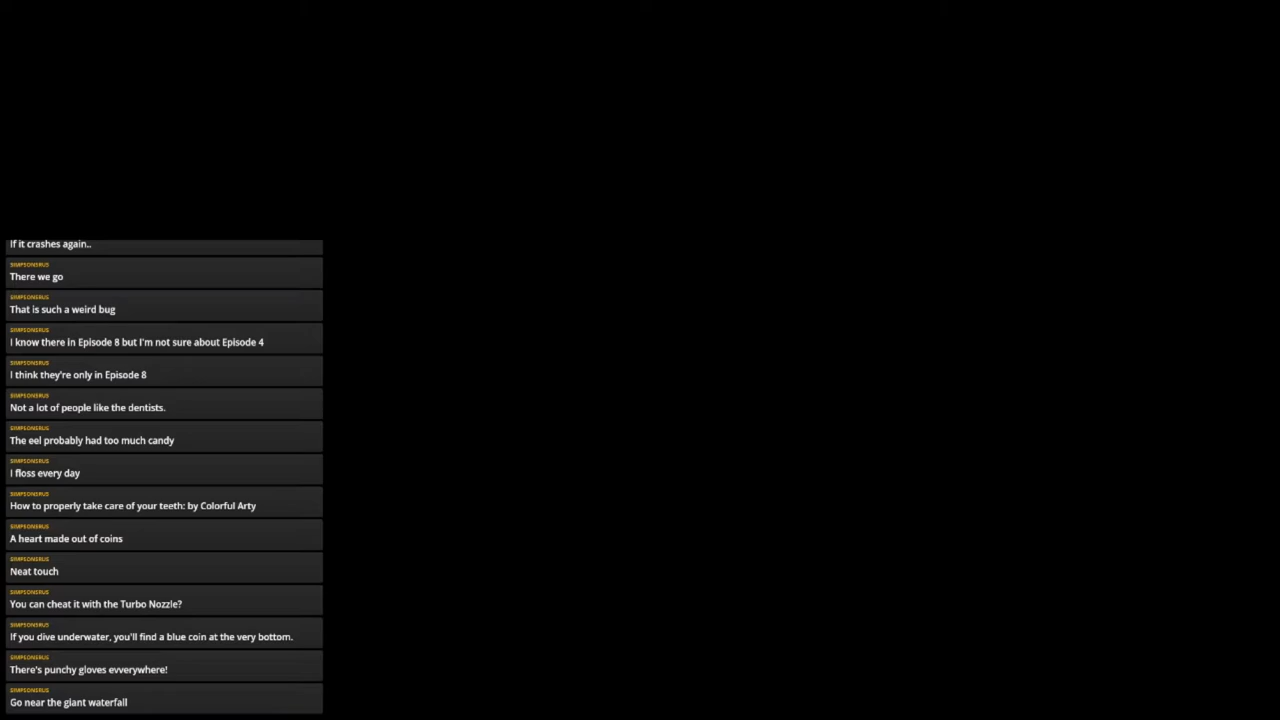 If it crashes again..
SIMPSONSRUS
There we go
SIMPSONSRUS
That is such a weird bug
SIMPSONSRUS
I know there in Episode 8 but I'm not sure about Episode 4
SIMPSONSRUS
I think they're only in Episode 8
SIMPSONSRUS
Not a lot of people like the dentists.
SIMPSONSRUS
The eel probably had too much candy
SIMPSONSRUS
I floss every day
SIMPSONSRUS
How to properly take care of your teeth: by Colorful Arty
SIMPSONSRUS
A heart made out of coins
SIMPSONSRUS
Neat touch
SIMPSONSRUS
You can cheat it with the Turbo Nozzle?
SIMPSONSRUS
If you dive underwater, you'll find a blue coin at the very bottom.
SIMPSONSRUS
There's punchy gloves evverywhere!
SIMPSONSRUS
Go near the giant waterfall